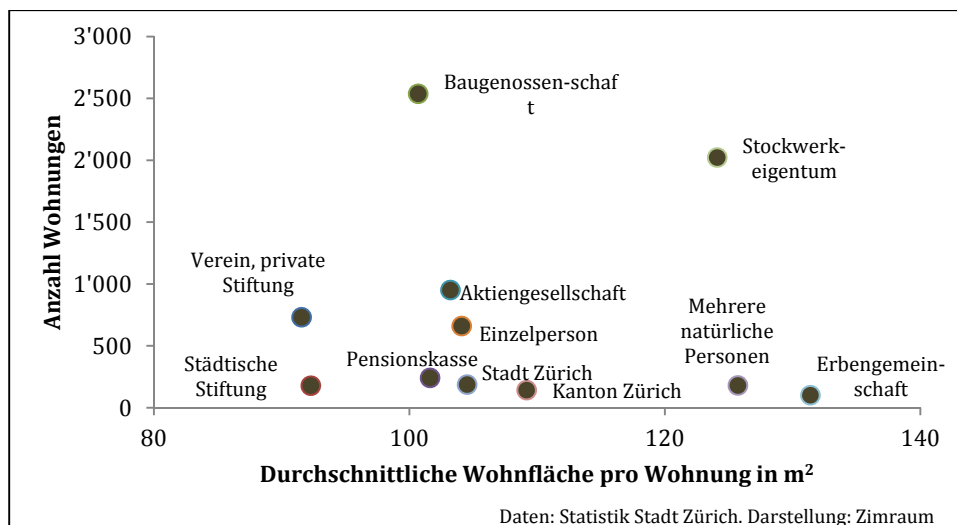 3'000
2'500
2'000
1'500
1'000
500
0
Anzahl Wohnungen
Baugenossen-schaf
t
Stockwerk-
eigentum
Verein, private
Stiftung
Aktiengesellschaft
Einzelperson
Mehrere
natürliche
Personen
Städtische
Stiftung
Pensionskasse
Stadt Zürich
Kanton Zürich
Erbengemein-
schaft
80
100
120
140
Durchschnittliche Wohnfläche pro Wohnung in m²
Daten: Statistik Stadt Zürich. Darstellung: Zimraum